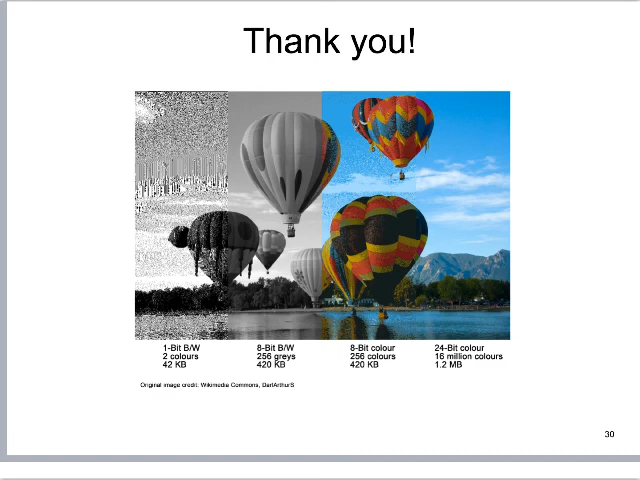 Thank you!
1-Bit B/W
2 colours
42 KB
8-Bit B/W
256 greys
420 KB
8-Bit colour
256 colours
420 KB
24-Bit colour
16 million colours
1.2 MB
Original image credit: Wikimedia Commons, DarlArthurS
30